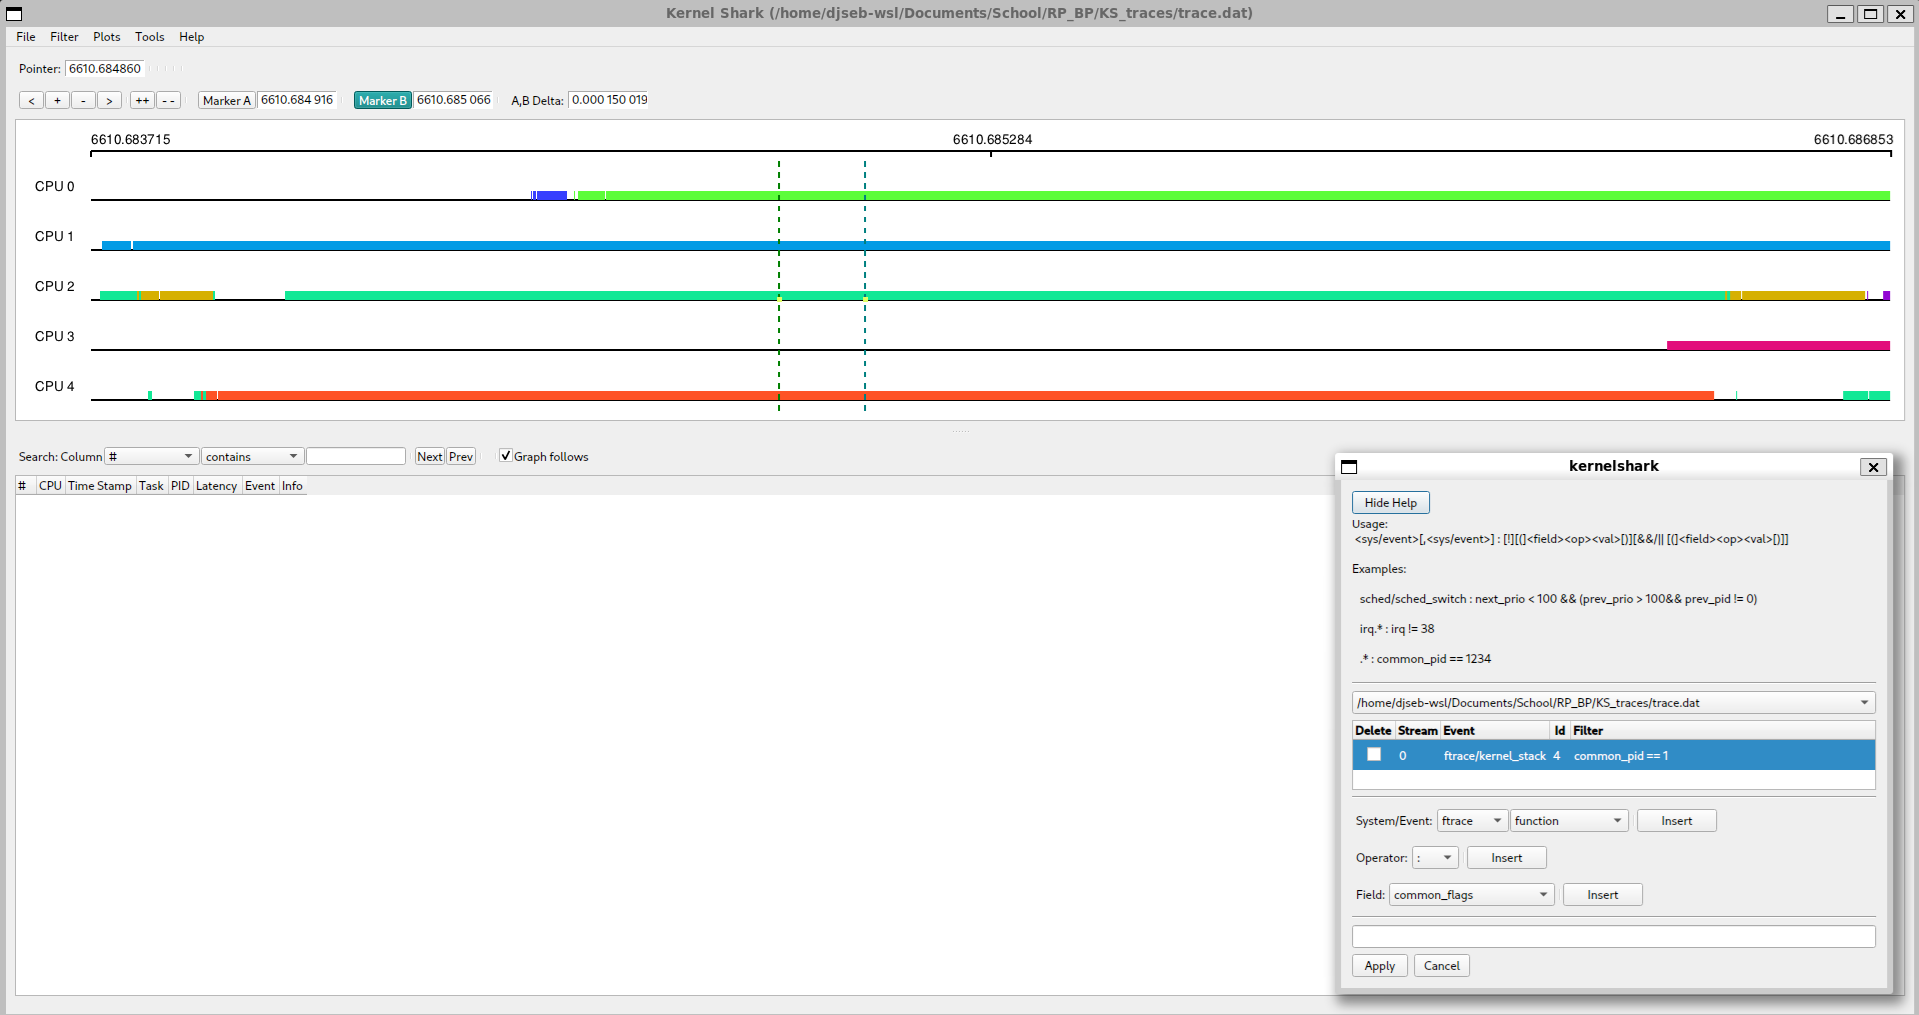 Kernel Shark (/home/djseb-wsl/Documents/School/RP_BP/KS_traces/trace.dat)
File Filter Plots Tools Help
Pointer: 6610.684860
< + - > ++ - - Marker A 6610.684 916 Marker B 6610.685 066 A,B Delta: 0.000 150 019
6610.683715 6610.685284 6610.686853
CPU 0
CPU 1
CPU 2
CPU 3
CPU 4
Search: Column # contains Next Prev Graph follows
# CPU Time Stamp Task PID Latency Event Info
kernelshark
Hide Help
Usage:
<sys/event>[,<sys/event>] : [!][(]<field><op><val>[)][&&/|| [(]<field><op><val>[)]]
Examples:
sched/sched_switch : next_prio < 100 && (prev_prio > 100&& prev_pid != 0)
irq.* : irq != 38
.* : common_pid == 1234
/home/djseb-wsl/Documents/School/RP_BP/KS_traces/trace.dat
Delete Stream Event Id Filter
0 ftrace/kernel_stack 4 common_pid == 1
System/Event: ftrace function Insert
Operator: : Insert
Field: common_flags Insert
Apply Cancel